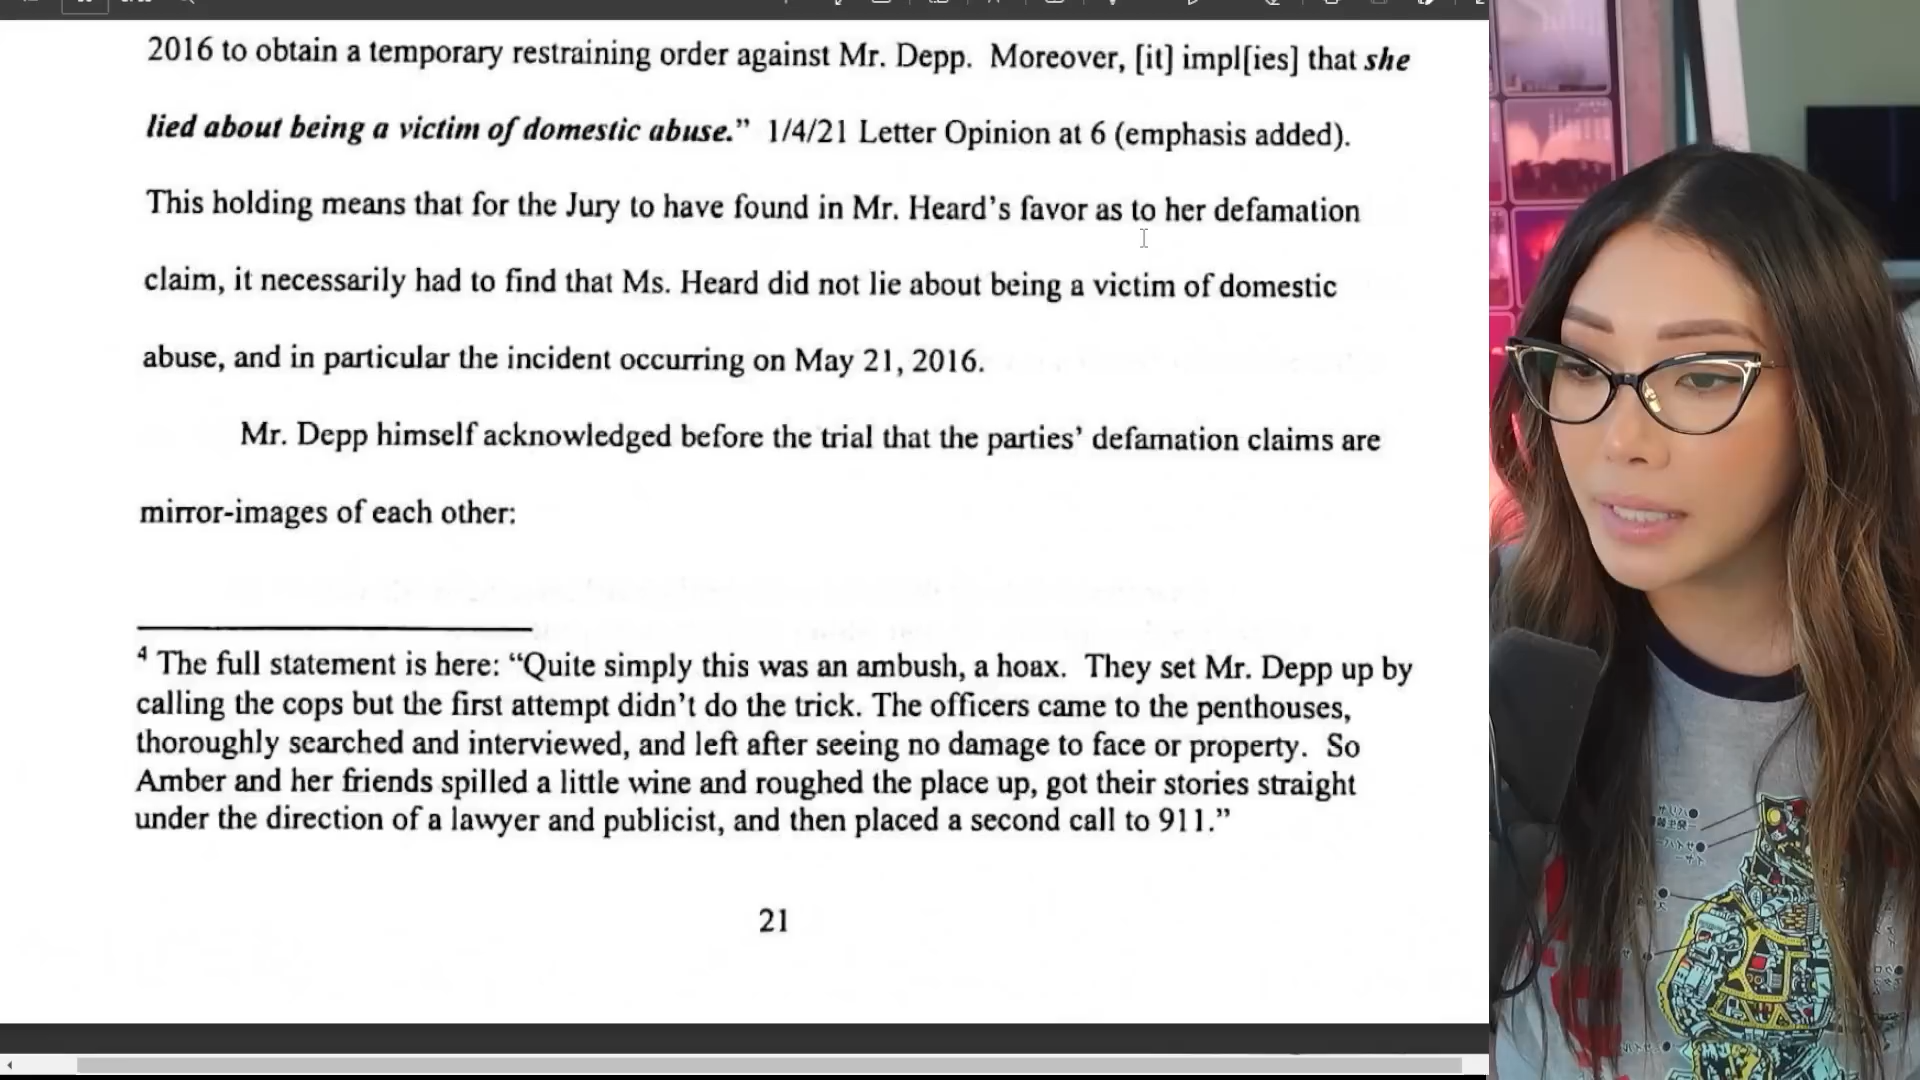 2016 to obtain a temporary restraining order against Mr. Depp. Moreover, [it] impl[ies] that she
lied about being a victim of domestic abuse.” 1/4/21 Letter Opinion at 6 (emphasis added).
This holding means that for the Jury to have found in Mr. Heard’s favor as to her defamation
claim, it necessarily had to find that Ms. Heard did not lie about being a victim of domestic
abuse, and in particular the incident occurring on May 21, 2016.
Mr. Depp himself acknowledged before the trial that the parties’ defamation claims are
mirror-images of each other:
4 The full statement is here: “Quite simply this was an ambush, a hoax. They set Mr. Depp up by
calling the cops but the first attempt didn’t do the trick. The officers came to the penthouses,
thoroughly searched and interviewed, and left after seeing no damage to face or property. So
Amber and her friends spilled a little wine and roughed the place up, got their stories straight
under the direction of a lawyer and publicist, and then placed a second call to 911.”
21